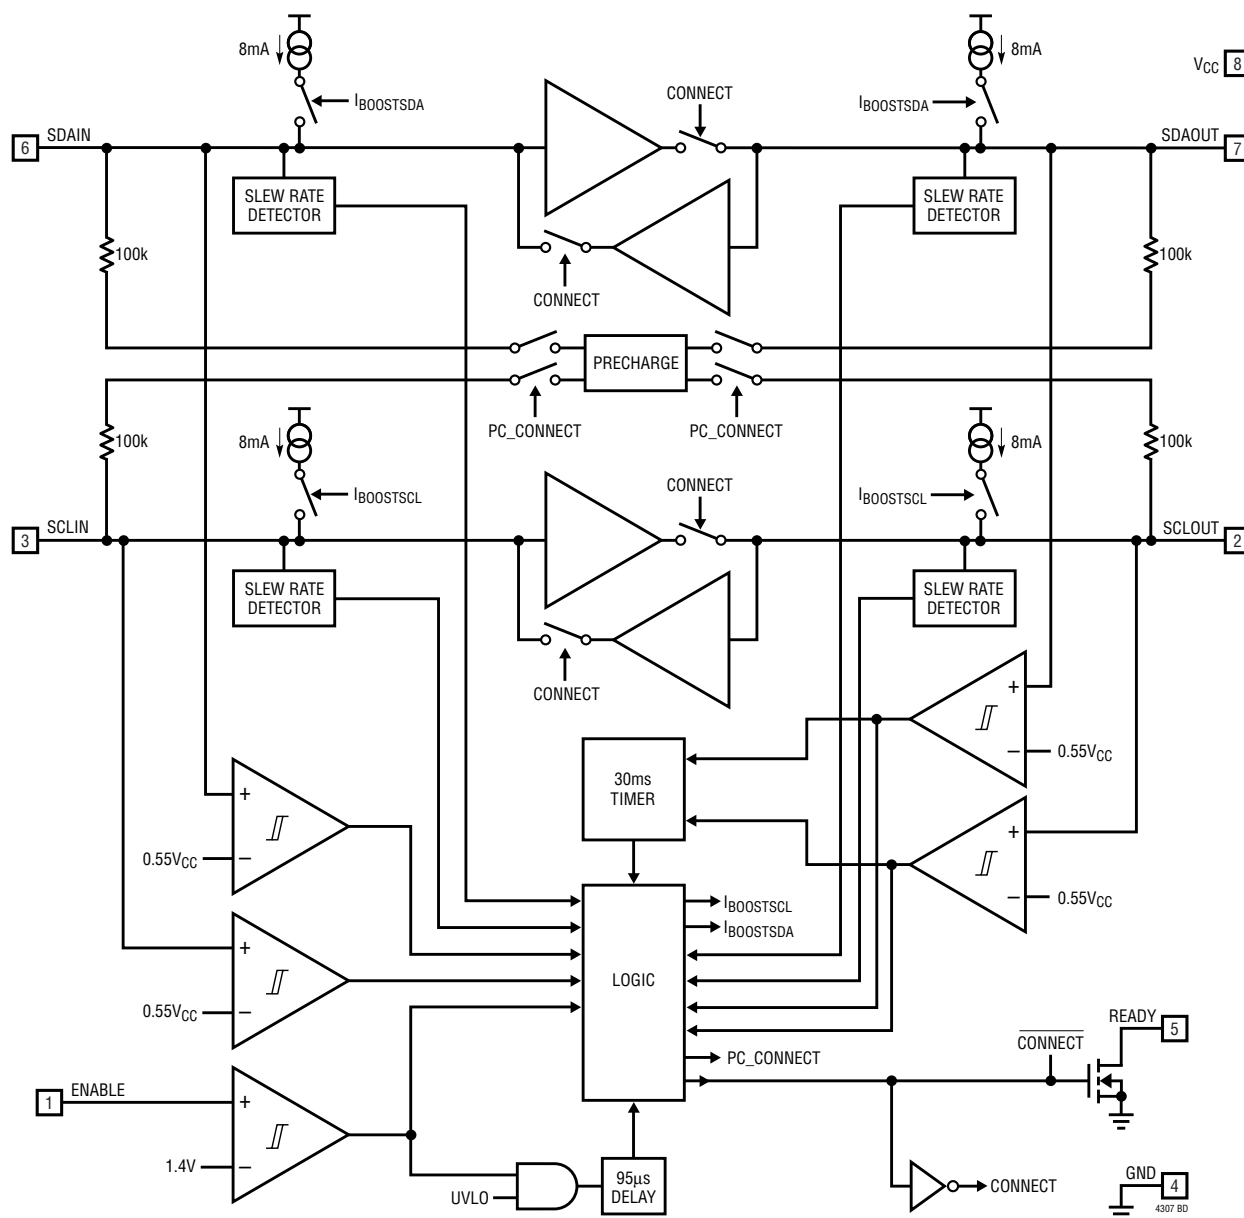 8mA
8mA
VCC 8
IBOOSTSDA
CONNECT
IBOOSTSDA
6 SDAIN
SDAOUT 7
SLEW RATE
DETECTOR
SLEW RATE
DETECTOR
100k
100k
CONNECT
PRECHARGE
PC_CONNECT
PC_CONNECT
100k
8mA
8mA
100k
IBOOSTSCL
CONNECT
IBOOSTSCL
3 SCLIN
SCLOUT 2
SLEW RATE
DETECTOR
SLEW RATE
DETECTOR
CONNECT
+
–
0.55VCC
30ms
TIMER
+
0.55VCC
–
+
–
0.55VCC
IBOOSTSCL
IBOOSTSDA
LOGIC
+
0.55VCC
–
READY 5
CONNECT
PC_CONNECT
1 ENABLE
+
1.4V
–
UVLO
95µs
DELAY
CONNECT
GND 4
4307 BD